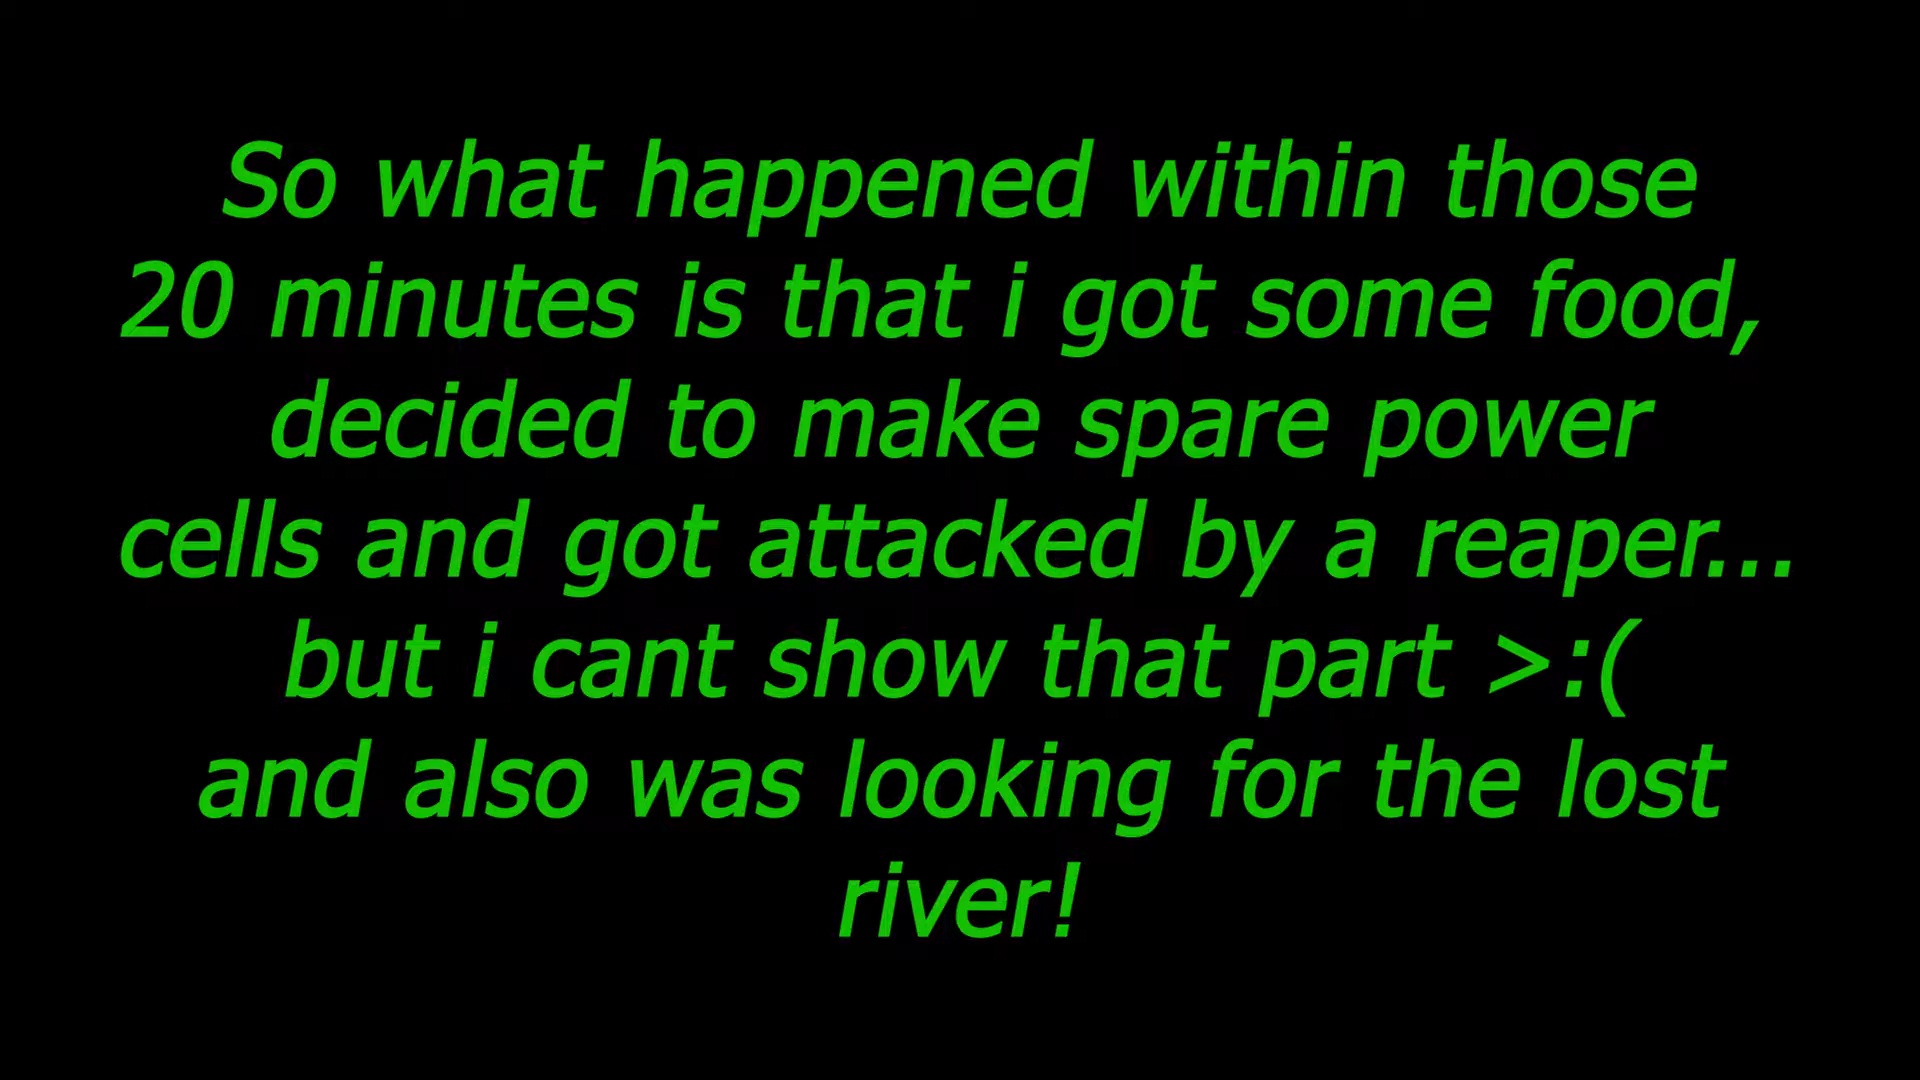 So what happened within those
20 minutes is that i got some food,
decided to make spare power
cells and got attacked by a reaper...
but i cant show that part >:(
and also was looking for the lost
river!